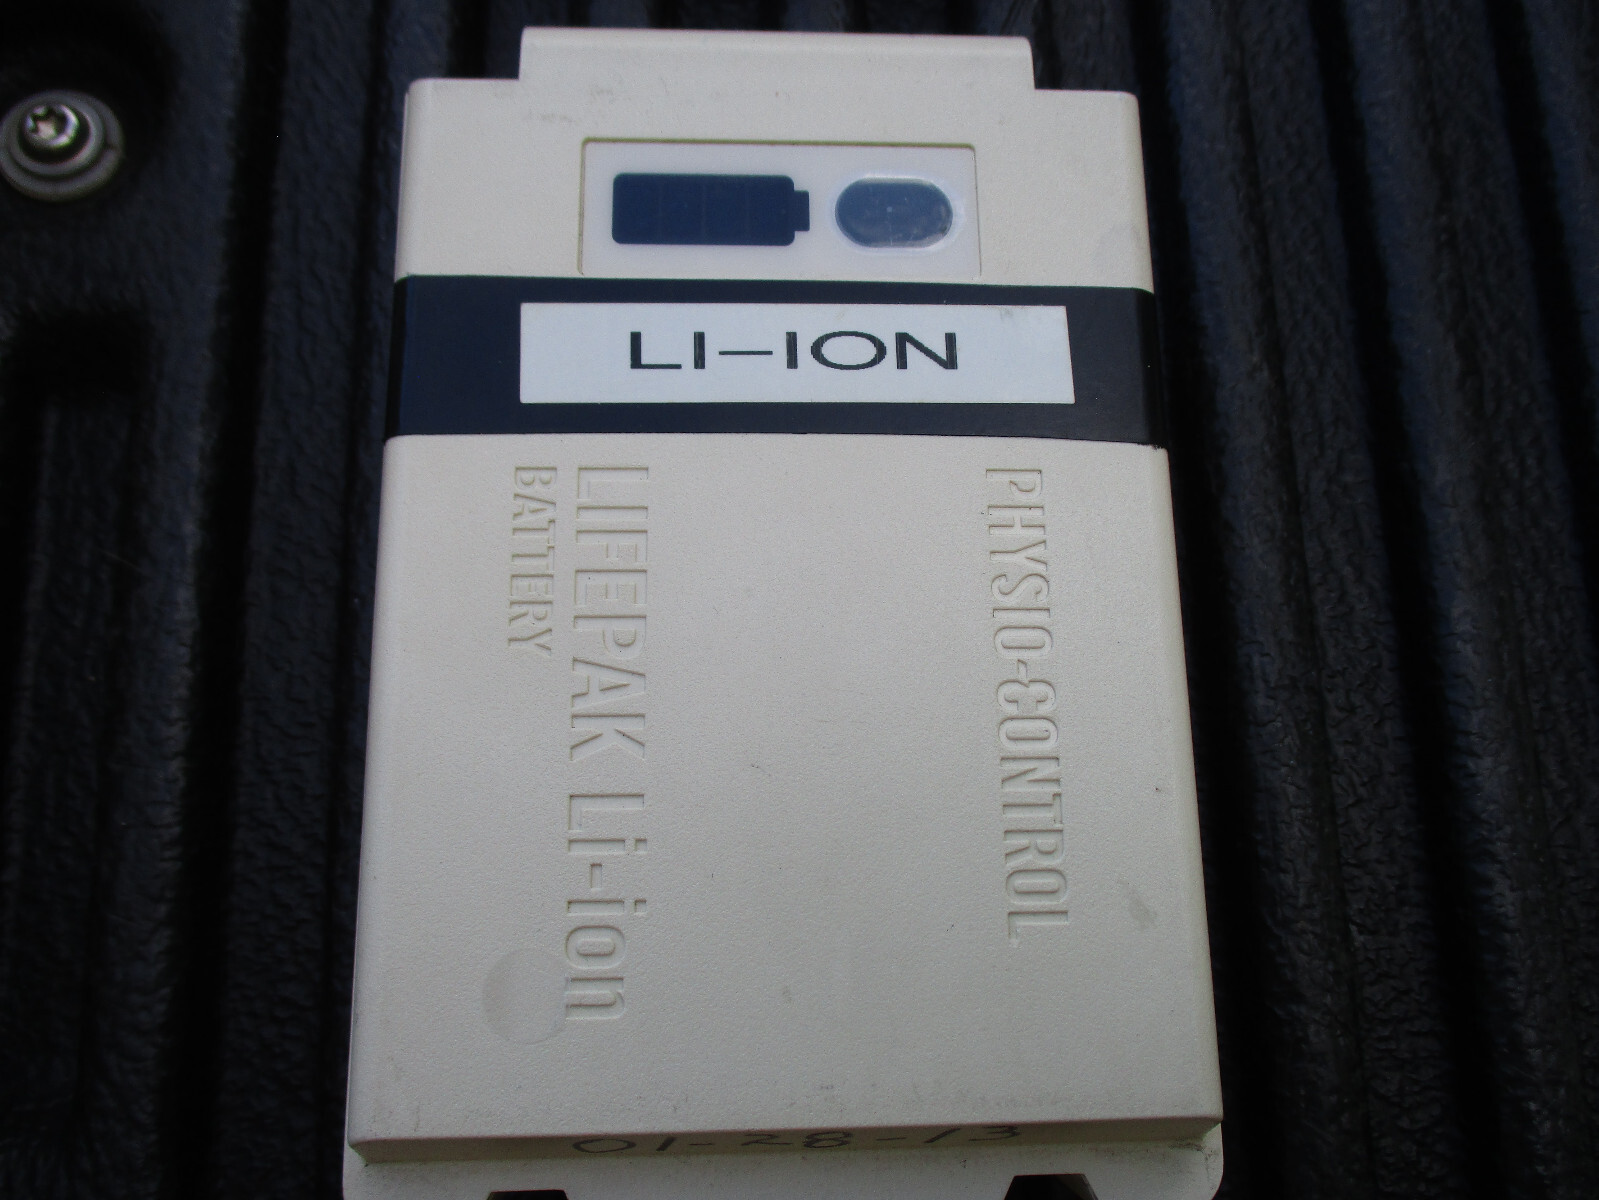 LI-ION
PHYSIO-CONTROL
LIFEPAK Li-ion
BATTERY
01-28-13